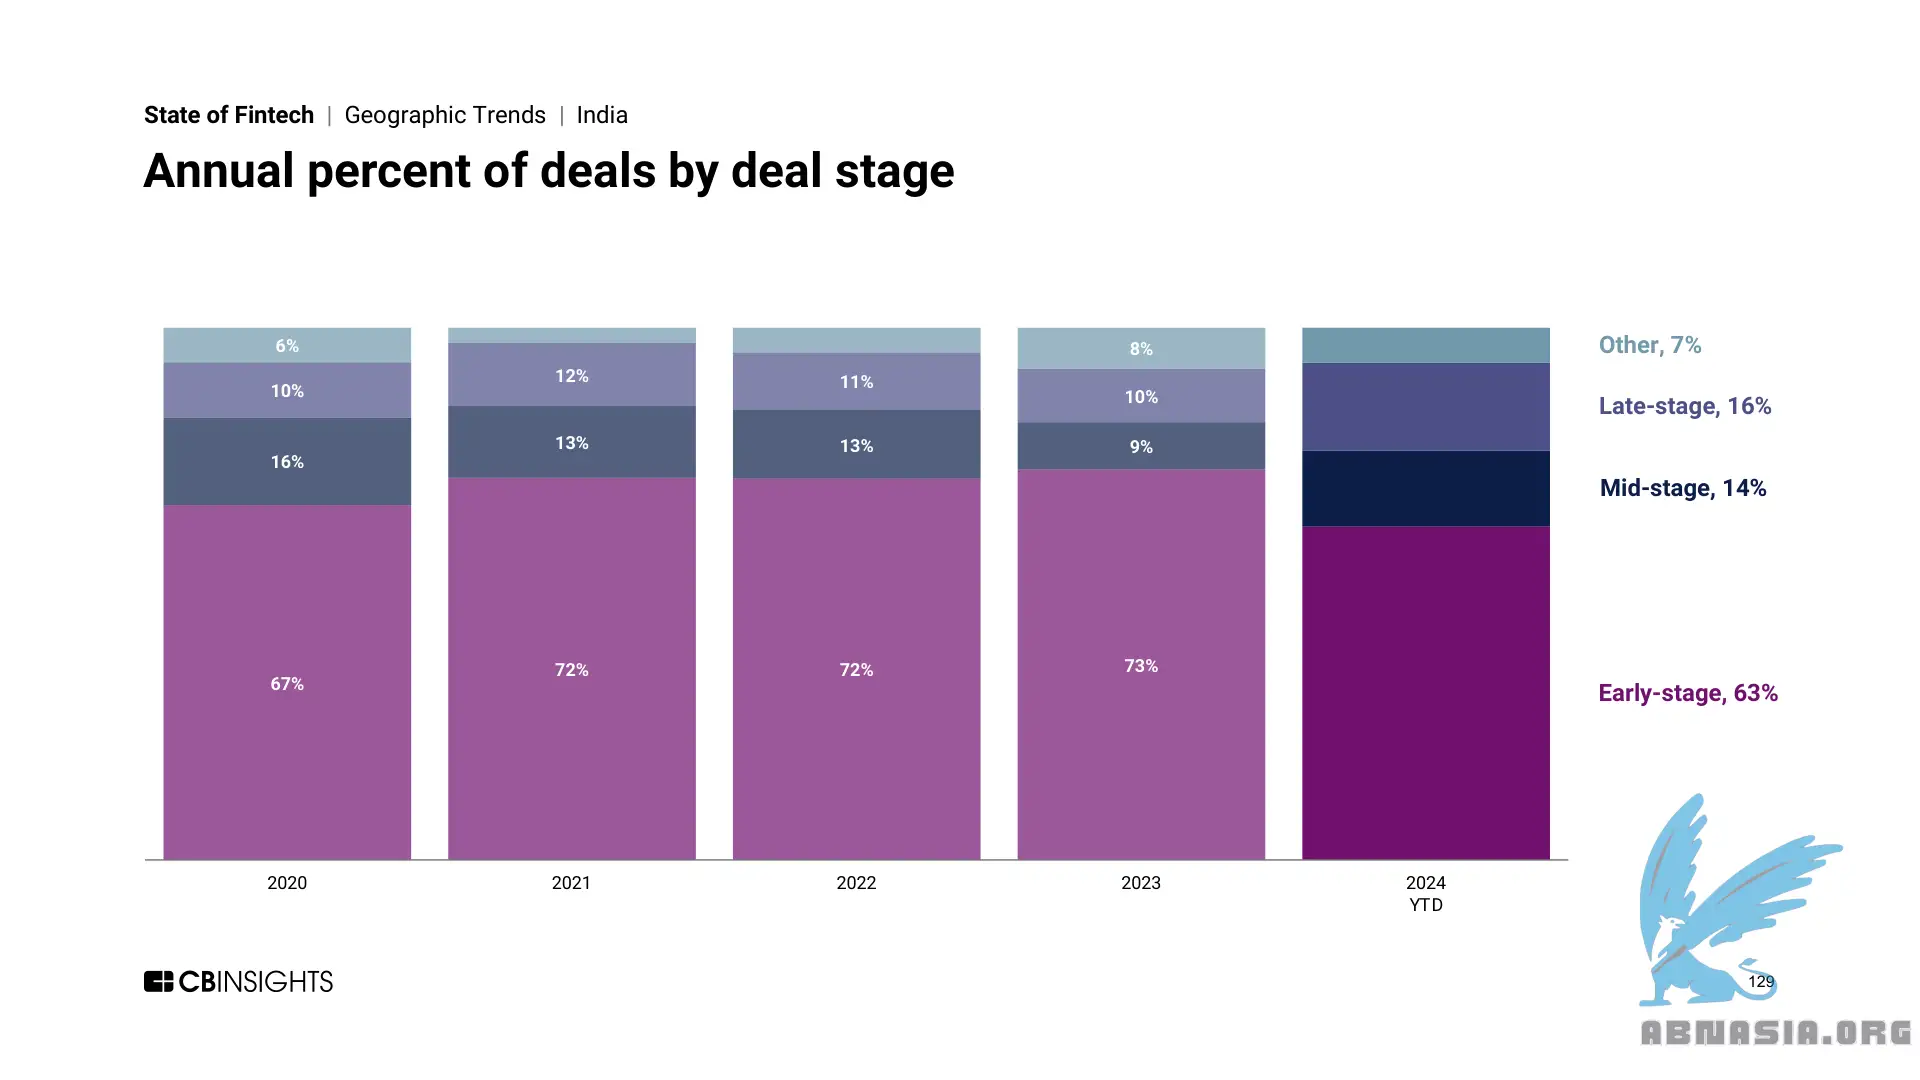 State of Fintech | Geographic Trends | India
Annual percent of deals by deal stage
6%
10%
16%
67%
12%
13%
72%
11%
13%
72%
8%
10%
9%
73%
Other, 7%
Late-stage, 16%
Mid-stage, 14%
Early-stage, 63%
2020
2021
2022
2023
2024
YTD
CBINSIGHTS
129
ABNASIA.ORG